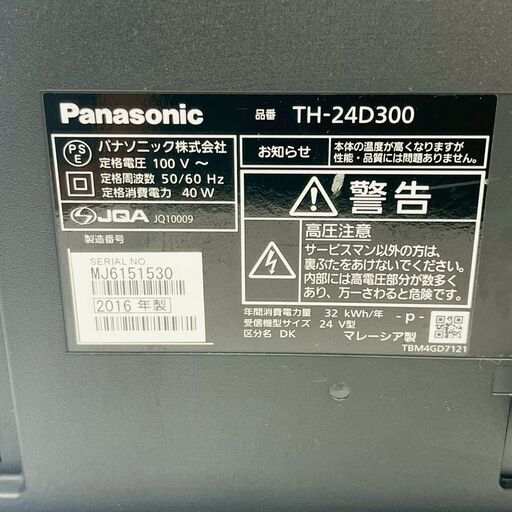 Panasonic
品番 TH-24D300
PS
E
パナソニック株式会社
定格電圧 100 V ～
定格周波数 50/60 Hz
定格消費電力 40 W
JQA JQ10009
製造番号
SERIAL NO.
MJ6151530
2016 年製
お知らせ
本体の温度が高くなりますが
性能・品質には問題ありません。
警告
高圧注意
サービスマン以外の方は、
裏ぶたをあけないでください。
内部には高電圧部分が数多く
あり、万一さわると危険です。
年間消費電力量 32 kWh/年
受信機型サイズ 24 V型
区分名 DK
-p-
マレーシア製
TBM4GD7121